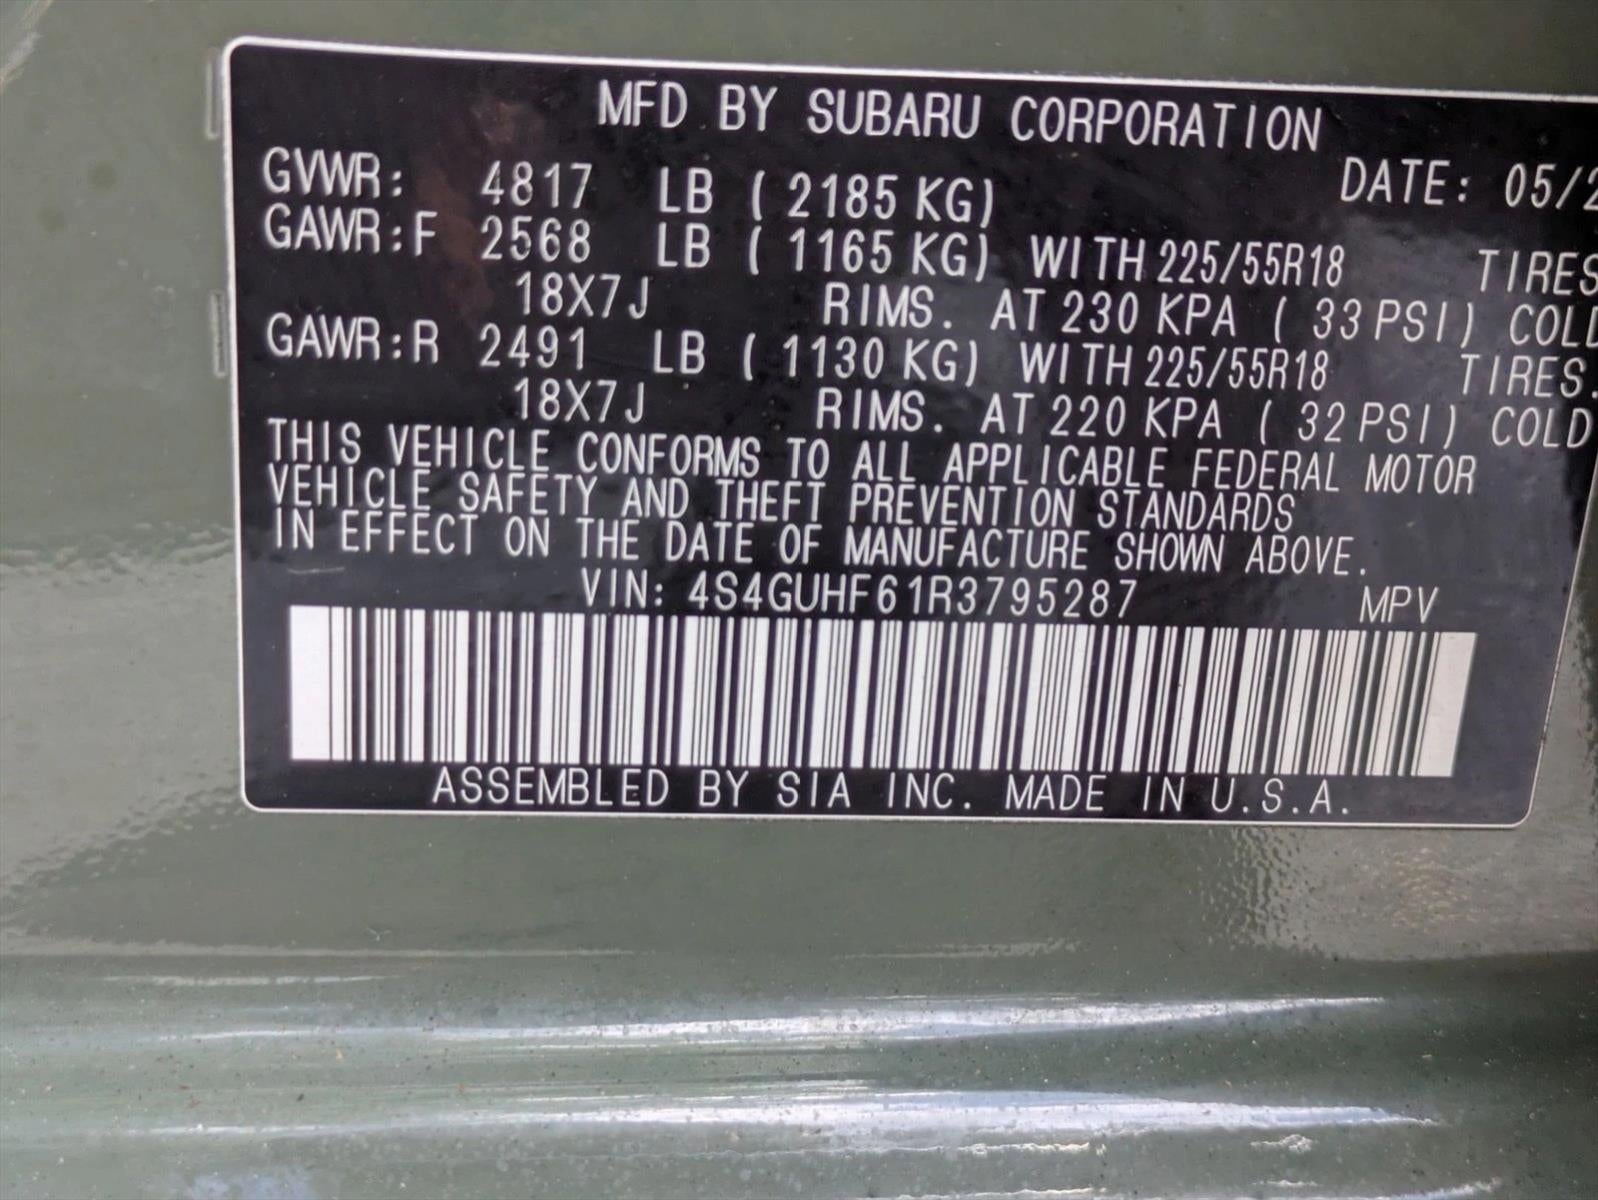 MFD BY SUBARU CORPORATION
DATE: 05/2
GVWR: 4817 LB ( 2185 KG)
GAWR:F 2568 LB ( 1165 KG) WITH 225/55R18 TIRES
18X7J RIMS. AT 230 KPA ( 33 PSI) COLD
GAWR:R 2491 LB ( 1130 KG) WITH 225/55R18 TIRES.
18X7J RIMS. AT 220 KPA ( 32 PSI) COLD
THIS VEHICLE CONFORMS TO ALL APPLICABLE FEDERAL MOTOR
VEHICLE SAFETY AND THEFT PREVENTION STANDARDS
IN EFFECT ON THE DATE OF MANUFACTURE SHOWN ABOVE.
VIN: 4S4GUHF61R3795287 MPV
ASSEMBLED BY SIA INC. MADE IN U.S.A.